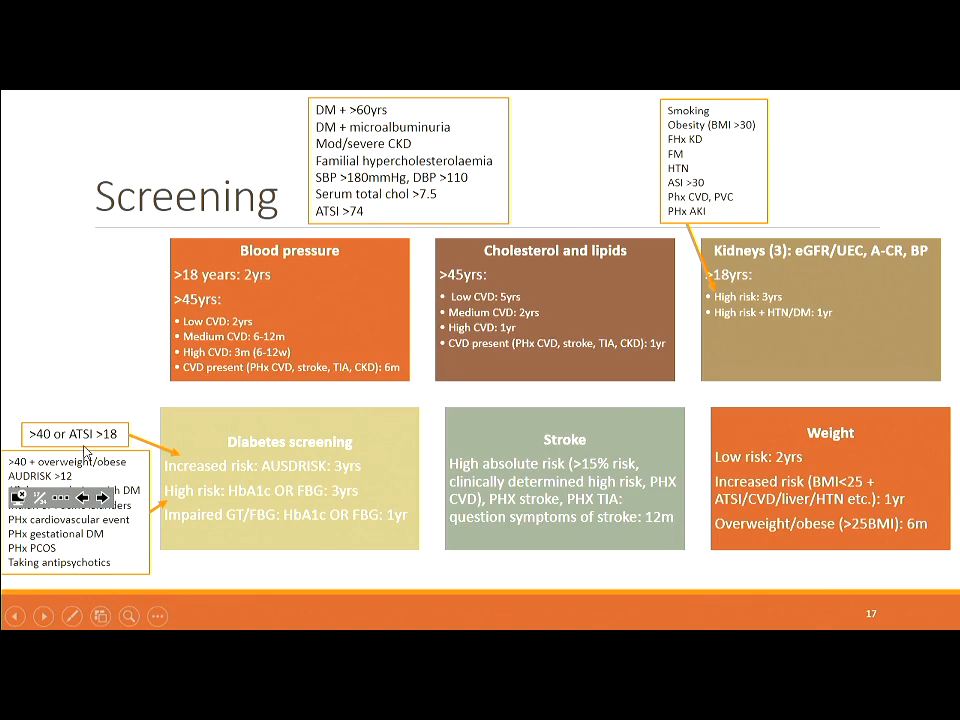 DM + >60yrs
DM + microalbuminuria
Mod/severe CKD
Familial hypercholesterolaemia
SBP >180mmHg, DBP >110
Serum total chol >7.5
ATSI >74
Smoking
Obesity (BMI >30)
FHx KD
FM
HTN
ASI >30
Phx CVD, PVC
PHx AKI
Screening
Blood pressure
>18 years: 2yrs
>45yrs:
• Low CVD: 2yrs
• Medium CVD: 6-12m
• High CVD: 3m (6-12w)
• CVD present (PHx CVD, stroke, TIA, CKD): 6m
Cholesterol and lipids
>45yrs:
• Low CVD: 5yrs
• Medium CVD: 2yrs
• High CVD: 1yr
• CVD present (PHx CVD, stroke, TIA, CKD): 1yr
Kidneys (3): eGFR/UEC, A-CR, BP
>18yrs:
• High risk: 3yrs
• High risk + HTN/DM: 1yr
>40 or ATSI >18
>40 + overweight/obese
AUDRISK >12
DM
PHx cardiovascular event
PHx gestational DM
PHx PCOS
Taking antipsychotics
Diabetes screening
Increased risk: AUSDRISK: 3yrs
High risk: HbA1c OR FBG: 3yrs
Impaired GT/FBG: HbA1c OR FBG: 1yr
Stroke
High absolute risk (>15% risk,
clinically determined high risk, PHX
CVD), PHX stroke, PHX TIA:
question symptoms of stroke: 12m
Weight
Low risk: 2yrs
Increased risk (BMI<25 +
ATSI/CVD/liver/HTN etc.): 1yr
Overweight/obese (>25BMI): 6m
17